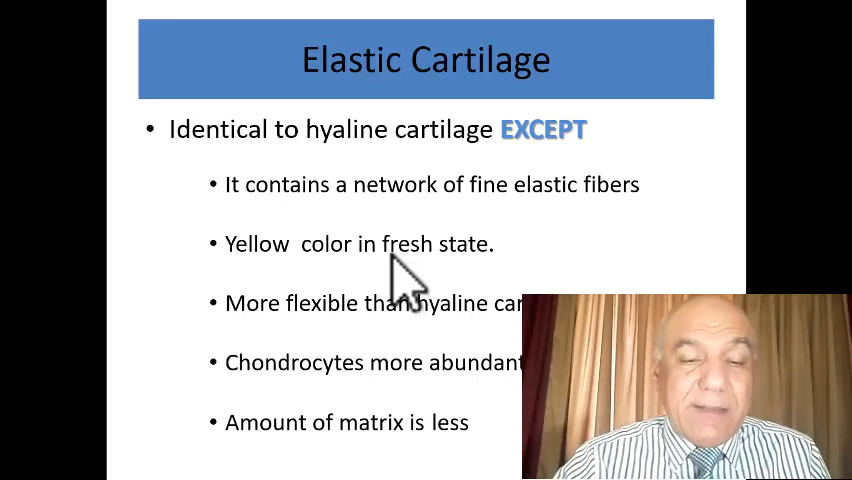 Elastic Cartilage
• Identical to hyaline cartilage EXCEPT
• It contains a network of fine elastic fibers
• Yellow color in fresh state.
• More flexible than hyaline
• Chondrocytes more abundant
• Amount of matrix is less